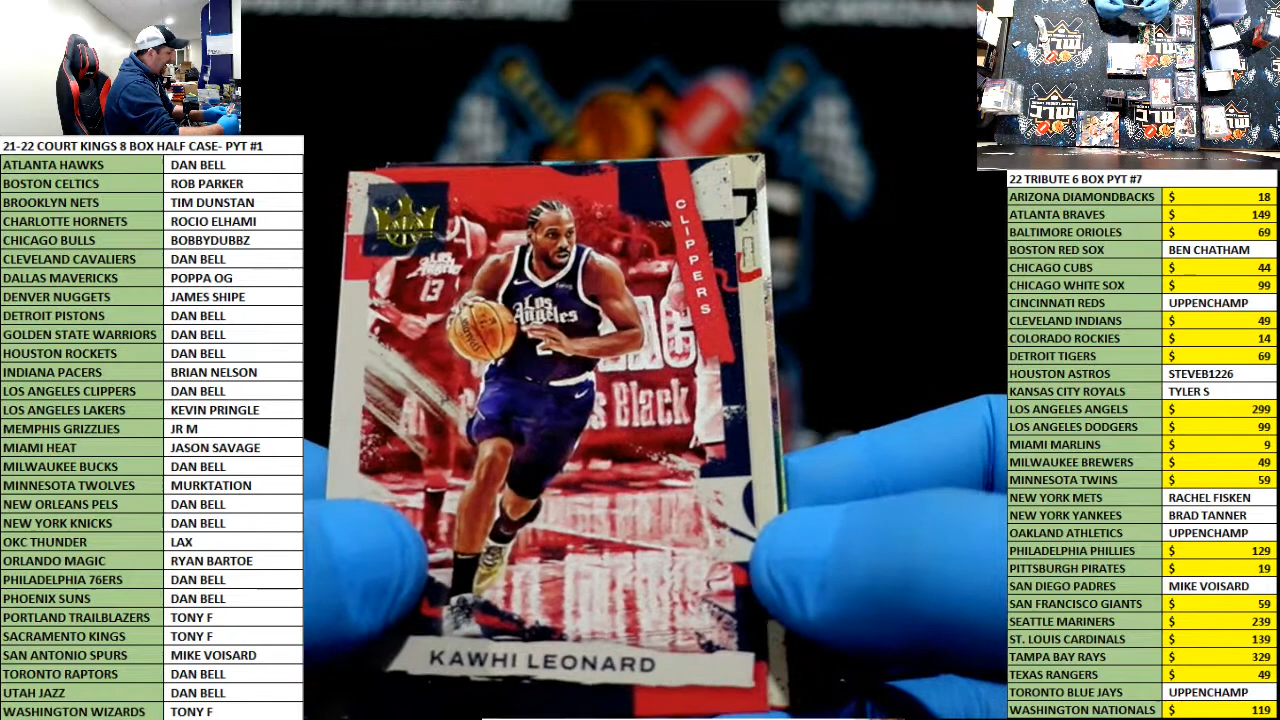 21-22 COURT KINGS 8 BOX HALF CASE- PYT #1
ATLANTA HAWKS DAN BELL
BOSTON CELTICS ROB PARKER
BROOKLYN NETS TIM DUNSTAN
CHARLOTTE HORNETS ROCIO ELHAMI
CHICAGO BULLS BOBBYDUBBZ
CLEVELAND CAVALIERS DAN BELL
DALLAS MAVERICKS POPPA OG
DENVER NUGGETS JAMES SHIPE
DETROIT PISTONS DAN BELL
GOLDEN STATE WARRIORS DAN BELL
HOUSTON ROCKETS DAN BELL
INDIANA PACERS BRIAN NELSON
LOS ANGELES CLIPPERS DAN BELL
LOS ANGELES LAKERS KEVIN PRINGLE
MEMPHIS GRIZZLIES JR M
MIAMI HEAT JASON SAVAGE
MILWAUKEE BUCKS DAN BELL
MINNESOTA TWOLVES MURKTATION
NEW ORLEANS PELS DAN BELL
NEW YORK KNICKS DAN BELL
OKC THUNDER LAX
ORLANDO MAGIC RYAN BARTOE
PHILADELPHIA 76ERS DAN BELL
PHOENIX SUNS DAN BELL
PORTLAND TRAILBLAZERS TONY F
SACRAMENTO KINGS TONY F
SAN ANTONIO SPURS MIKE VOISARD
TORONTO RAPTORS DAN BELL
UTAH JAZZ DAN BELL
WASHINGTON WIZARDS TONY F
CLIPPERS
Los Angeles
13
Los Angeles
2
Black
KAWHI LEONARD
22 TRIBUTE 6 BOX PYT #7
ARIZONA DIAMONDBACKS $ 18
ATLANTA BRAVES $ 149
BALTIMORE ORIOLES $ 69
BOSTON RED SOX BEN CHATHAM
CHICAGO CUBS $ 44
CHICAGO WHITE SOX $ 99
CINCINNATI REDS UPPENCHAMP
CLEVELAND INDIANS $ 49
COLORADO ROCKIES $ 14
DETROIT TIGERS $ 69
HOUSTON ASTROS STEVEB1226
KANSAS CITY ROYALS TYLER S
LOS ANGELES ANGELS $ 299
LOS ANGELES DODGERS $ 99
MIAMI MARLINS $ 9
MILWAUKEE BREWERS $ 49
MINNESOTA TWINS $ 59
NEW YORK METS RACHEL FISKEN
NEW YORK YANKEES BRAD TANNER
OAKLAND ATHLETICS UPPENCHAMP
PHILADELPHIA PHILLIES $ 129
PITTSBURGH PIRATES $ 19
SAN DIEGO PADRES MIKE VOISARD
SAN FRANCISCO GIANTS $ 59
SEATTLE MARINERS $ 239
ST. LOUIS CARDINALS $ 139
TAMPA BAY RAYS $ 329
TEXAS RANGERS $ 49
TORONTO BLUE JAYS UPPENCHAMP
WASHINGTON NATIONALS $ 119